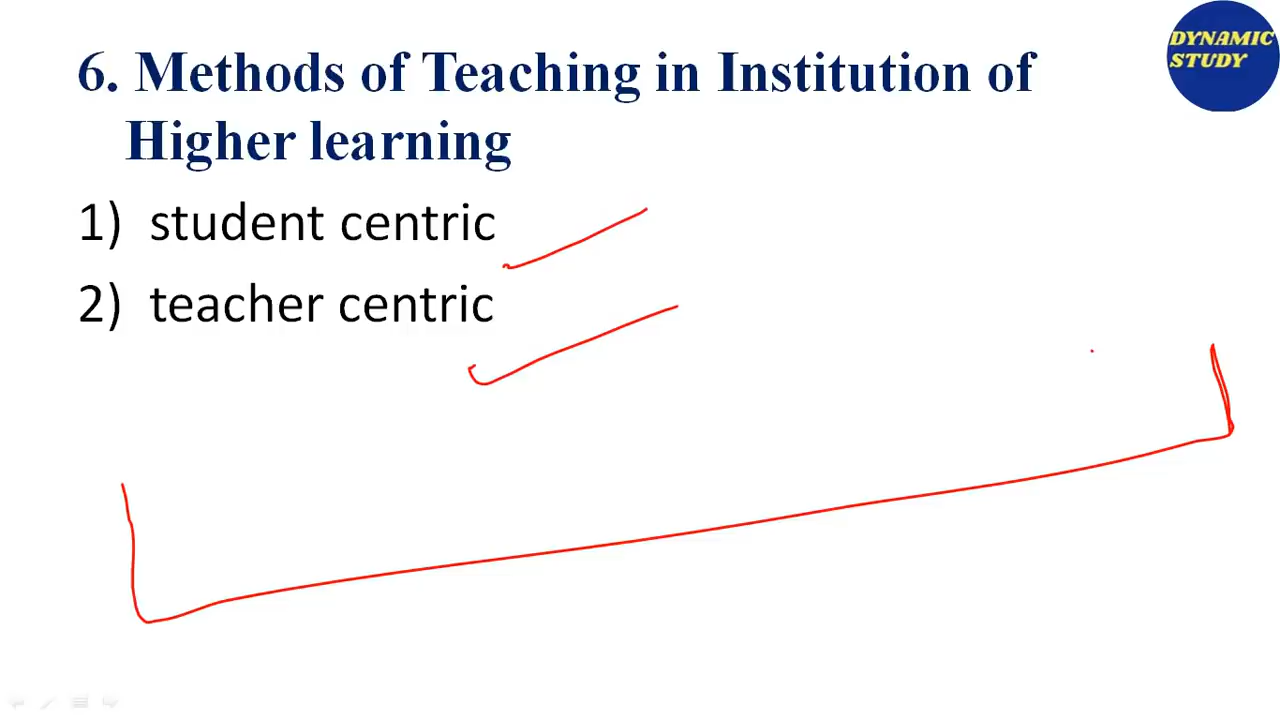 DYNAMIC
STUDY
6. Methods of Teaching in Institution of
Higher learning
1) student centric
2) teacher centric